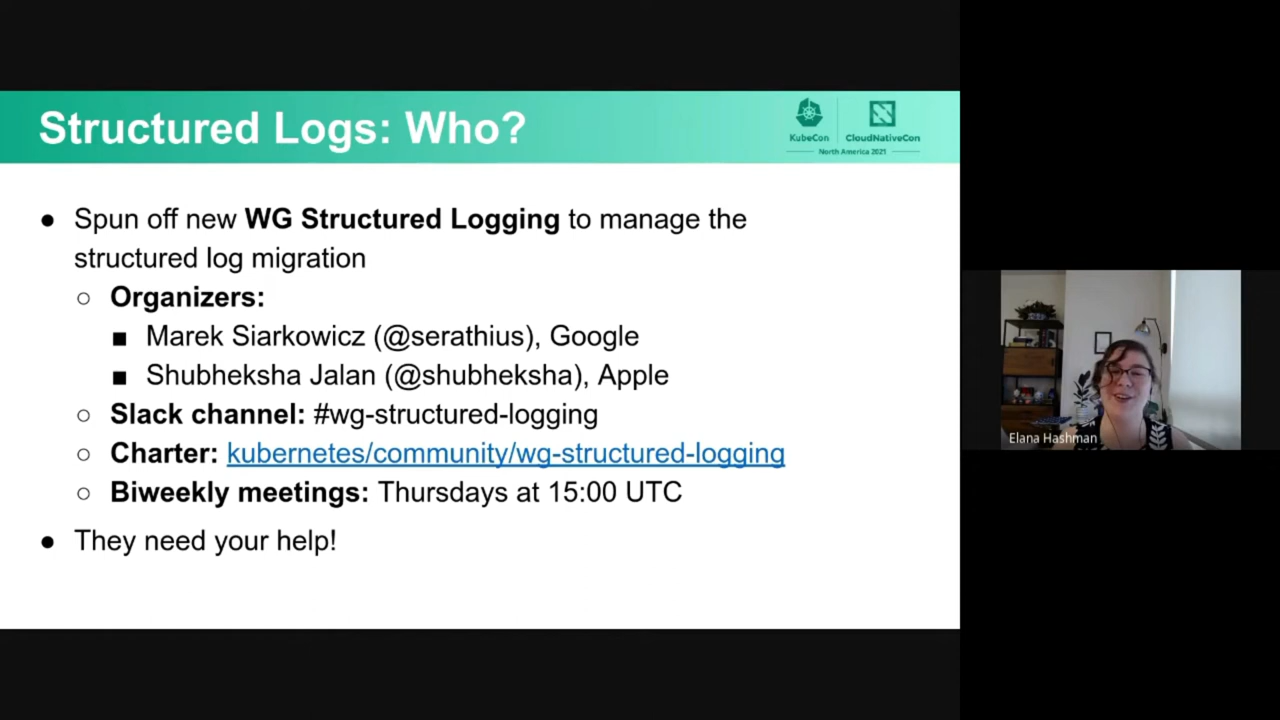 Structured Logs: Who?
KubeCon
CloudNativeCon
North America 2021
● Spun off new WG Structured Logging to manage the
structured log migration
○ Organizers:
■ Marek Siarkowicz (@serathius), Google
■ Shubheksha Jalan (@shubheksha), Apple
○ Slack channel: #wg-structured-logging
○ Charter: kubernetes/community/wg-structured-logging
○ Biweekly meetings: Thursdays at 15:00 UTC
● They need your help!
Elana Hashman